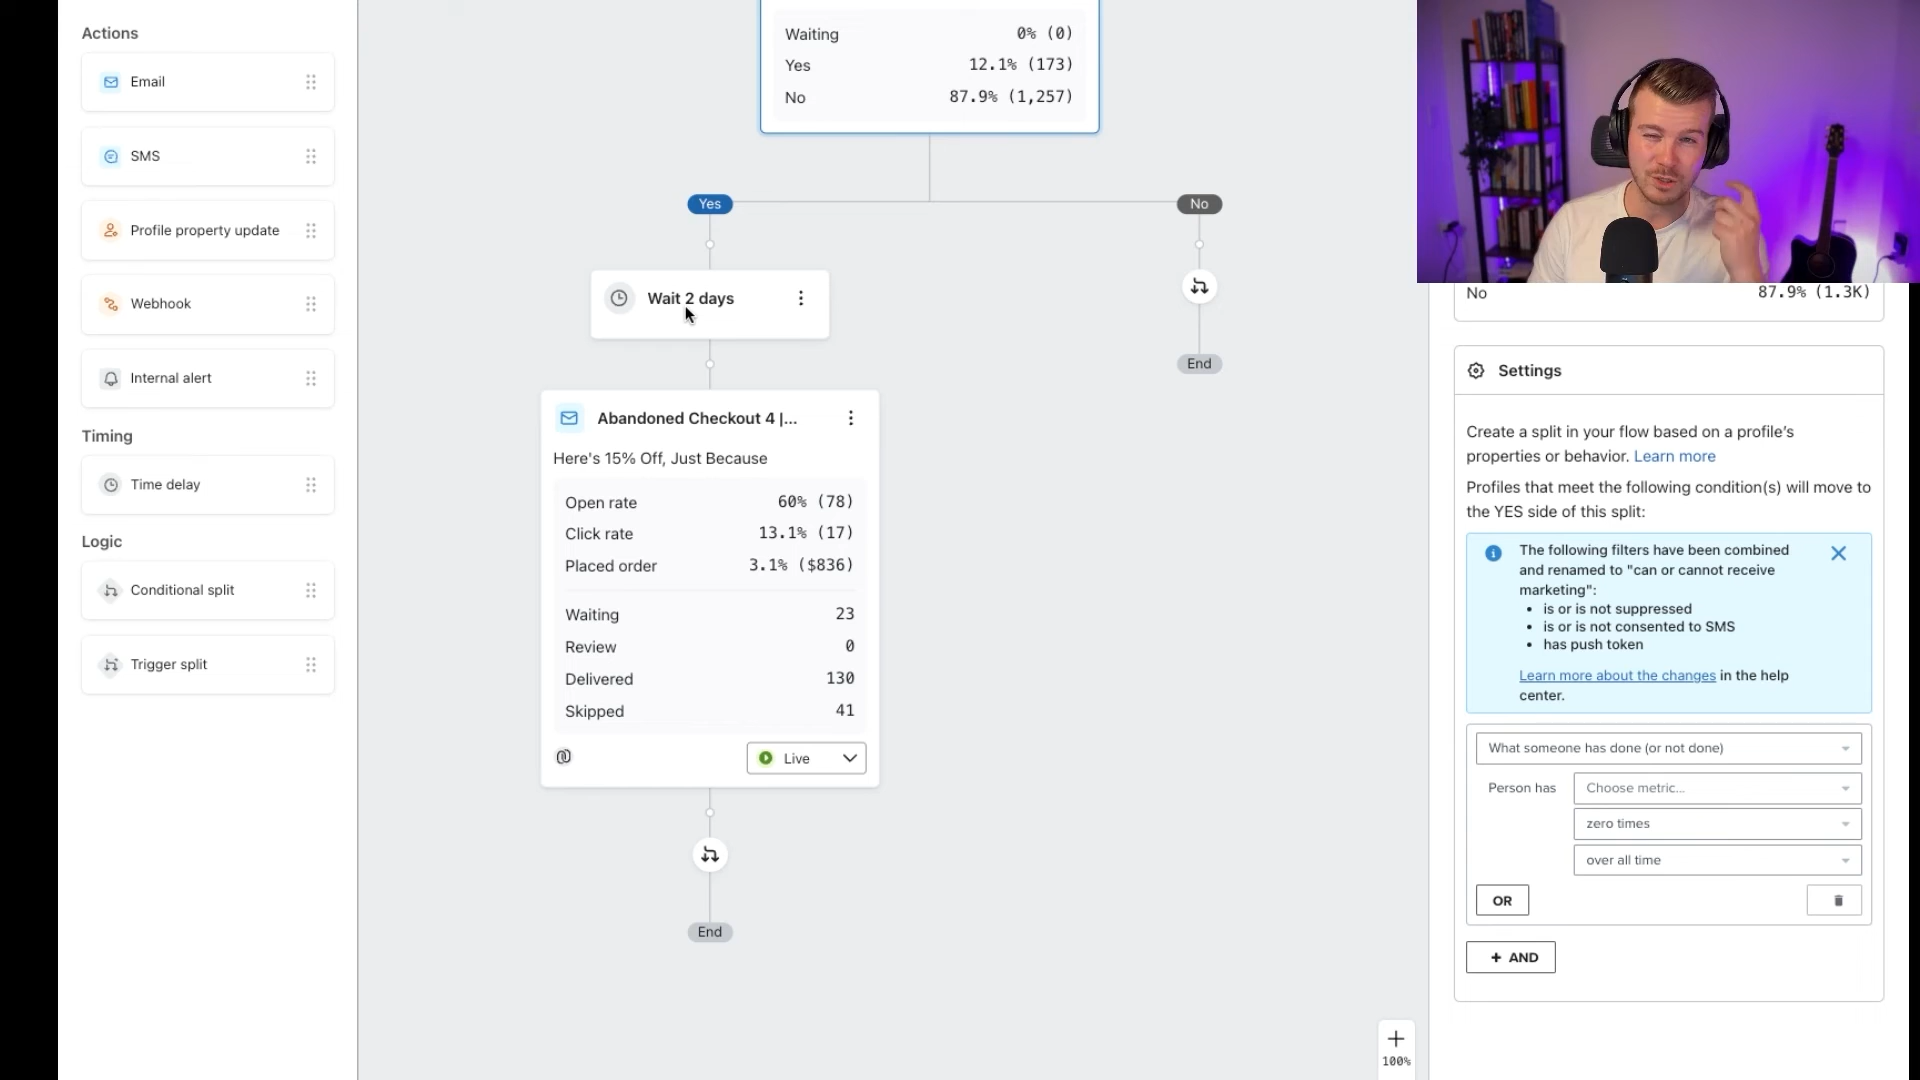 Actions
Email
SMS
Profile property update
Webhook
Internal alert
Timing
Time delay
Logic
Conditional split
Trigger split
Waiting 0% (0)
Yes 12.1% (173)
No 87.9% (1,257)
Yes
No
Wait 2 days
End
Abandoned Checkout 4 |...
Here's 15% Off, Just Because
Open rate 60% (78)
Click rate 13.1% (17)
Placed order 3.1% ($836)
Waiting 23
Review 0
Delivered 130
Skipped 41
Live
End
100%
No 87.9% (1.3K)
Settings
Create a split in your flow based on a profile's
properties or behavior. Learn more
Profiles that meet the following condition(s) will move to
the YES side of this split:
The following filters have been combined
and renamed to "can or cannot receive
marketing":
• is or is not suppressed
• is or is not consented to SMS
• has push token
Learn more about the changes in the help
center.
What someone has done (or not done)
Person has Choose metric...
zero times
over all time
OR
+ AND